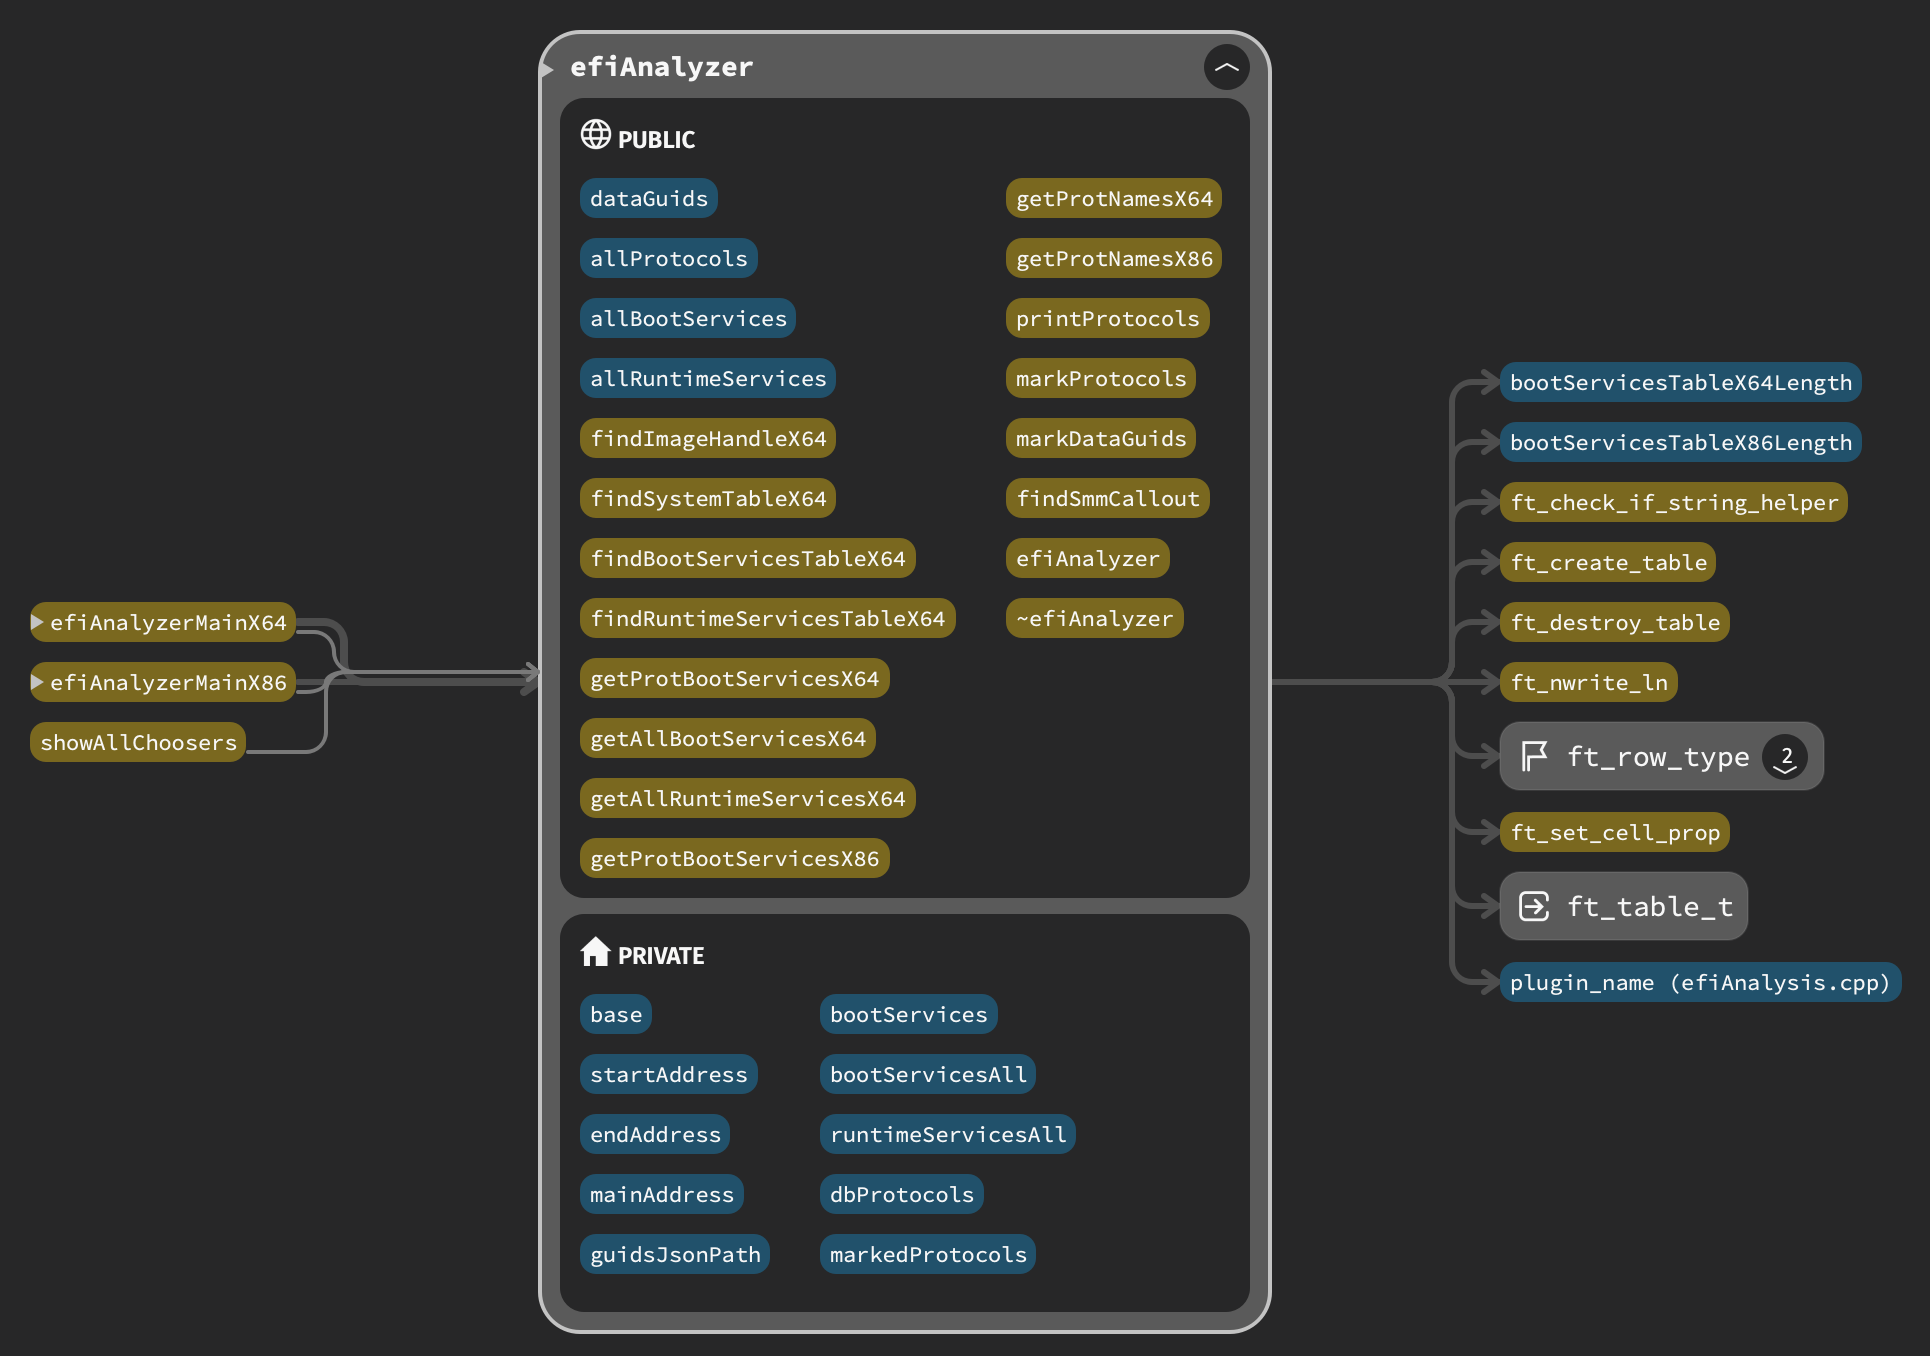 efiAnalyzerMainX64
efiAnalyzerMainX86
showAllChoosers
efiAnalyzer
PUBLIC
dataGuids
allProtocols
allBootServices
allRuntimeServices
findImageHandleX64
findSystemTableX64
findBootServicesTableX64
findRuntimeServicesTableX64
getProtBootServicesX64
getAllBootServicesX64
getAllRuntimeServicesX64
getProtBootServicesX86
getProtNamesX64
getProtNamesX86
printProtocols
markProtocols
markDataGuids
findSmmCallout
efiAnalyzer
~efiAnalyzer
PRIVATE
base
startAddress
endAddress
mainAddress
guidsJsonPath
bootServices
bootServicesAll
runtimeServicesAll
dbProtocols
markedProtocols
bootServicesTableX64Length
bootServicesTableX86Length
ft_check_if_string_helper
ft_create_table
ft_destroy_table
ft_nwrite_ln
ft_row_type 2
ft_set_cell_prop
ft_table_t
plugin_name (efiAnalysis.cpp)